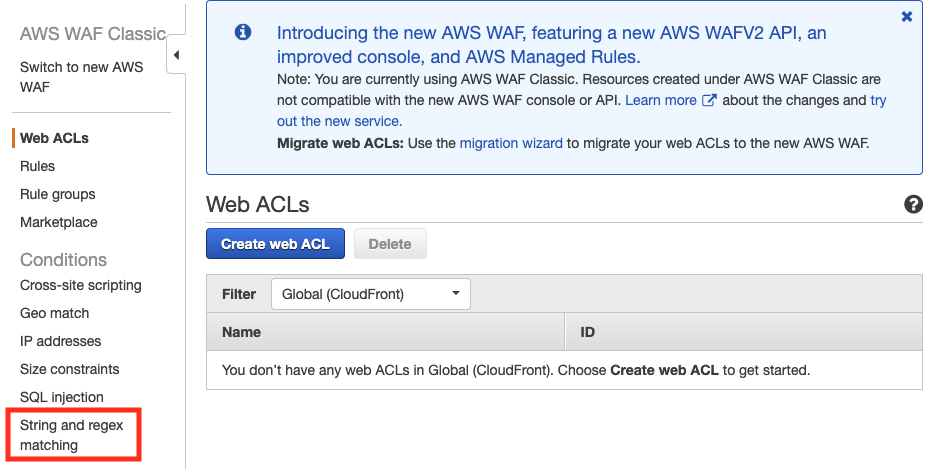 AWS WAF Classic
Switch to new AWS
WAF
Web ACLs
Rules
Rule groups
Marketplace
Conditions
Cross-site scripting
Geo match
IP addresses
Size constraints
SQL injection
String and regex
matching
Introducing the new AWS WAF, featuring a new AWS WAFV2 API, an
improved console, and AWS Managed Rules.
Note: You are currently using AWS WAF Classic. Resources created under AWS WAF Classic are
not compatible with the new AWS WAF console or API. Learn more about the changes and try
out the new service.
Migrate web ACLs: Use the migration wizard to migrate your web ACLs to the new AWS WAF.
Web ACLs
Create web ACL Delete
Filter Global (CloudFront)
Name ID
You don't have any web ACLs in Global (CloudFront). Choose Create web ACL to get started.